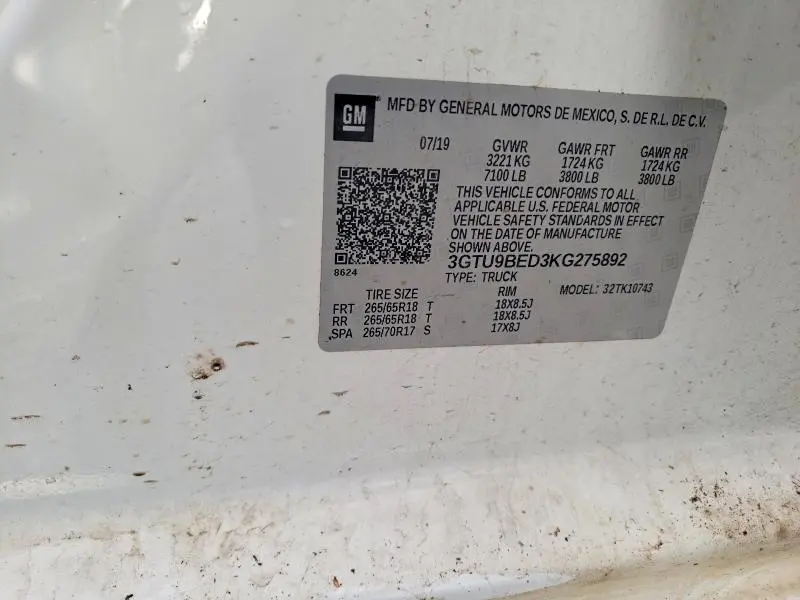 GM
MFD BY GENERAL MOTORS DE MEXICO, S. DE R.L. DE C.V.
07/19 GVWR GAWR FRT GAWR RR
3221 KG 1724 KG 1724 KG
7100 LB 3800 LB 3800 LB
THIS VEHICLE CONFORMS TO ALL
APPLICABLE U.S. FEDERAL MOTOR
VEHICLE SAFETY STANDARDS IN EFFECT
ON THE DATE OF MANUFACTURE
SHOWN ABOVE.
8624
3GTU9BED3KG275892
TYPE: TRUCK MODEL: 32TK10743
TIRE SIZE RIM
FRT 265/65R18 T 18X8.5J
RR 265/65R18 T 18X8.5J
SPA 265/70R17 S 17X8J